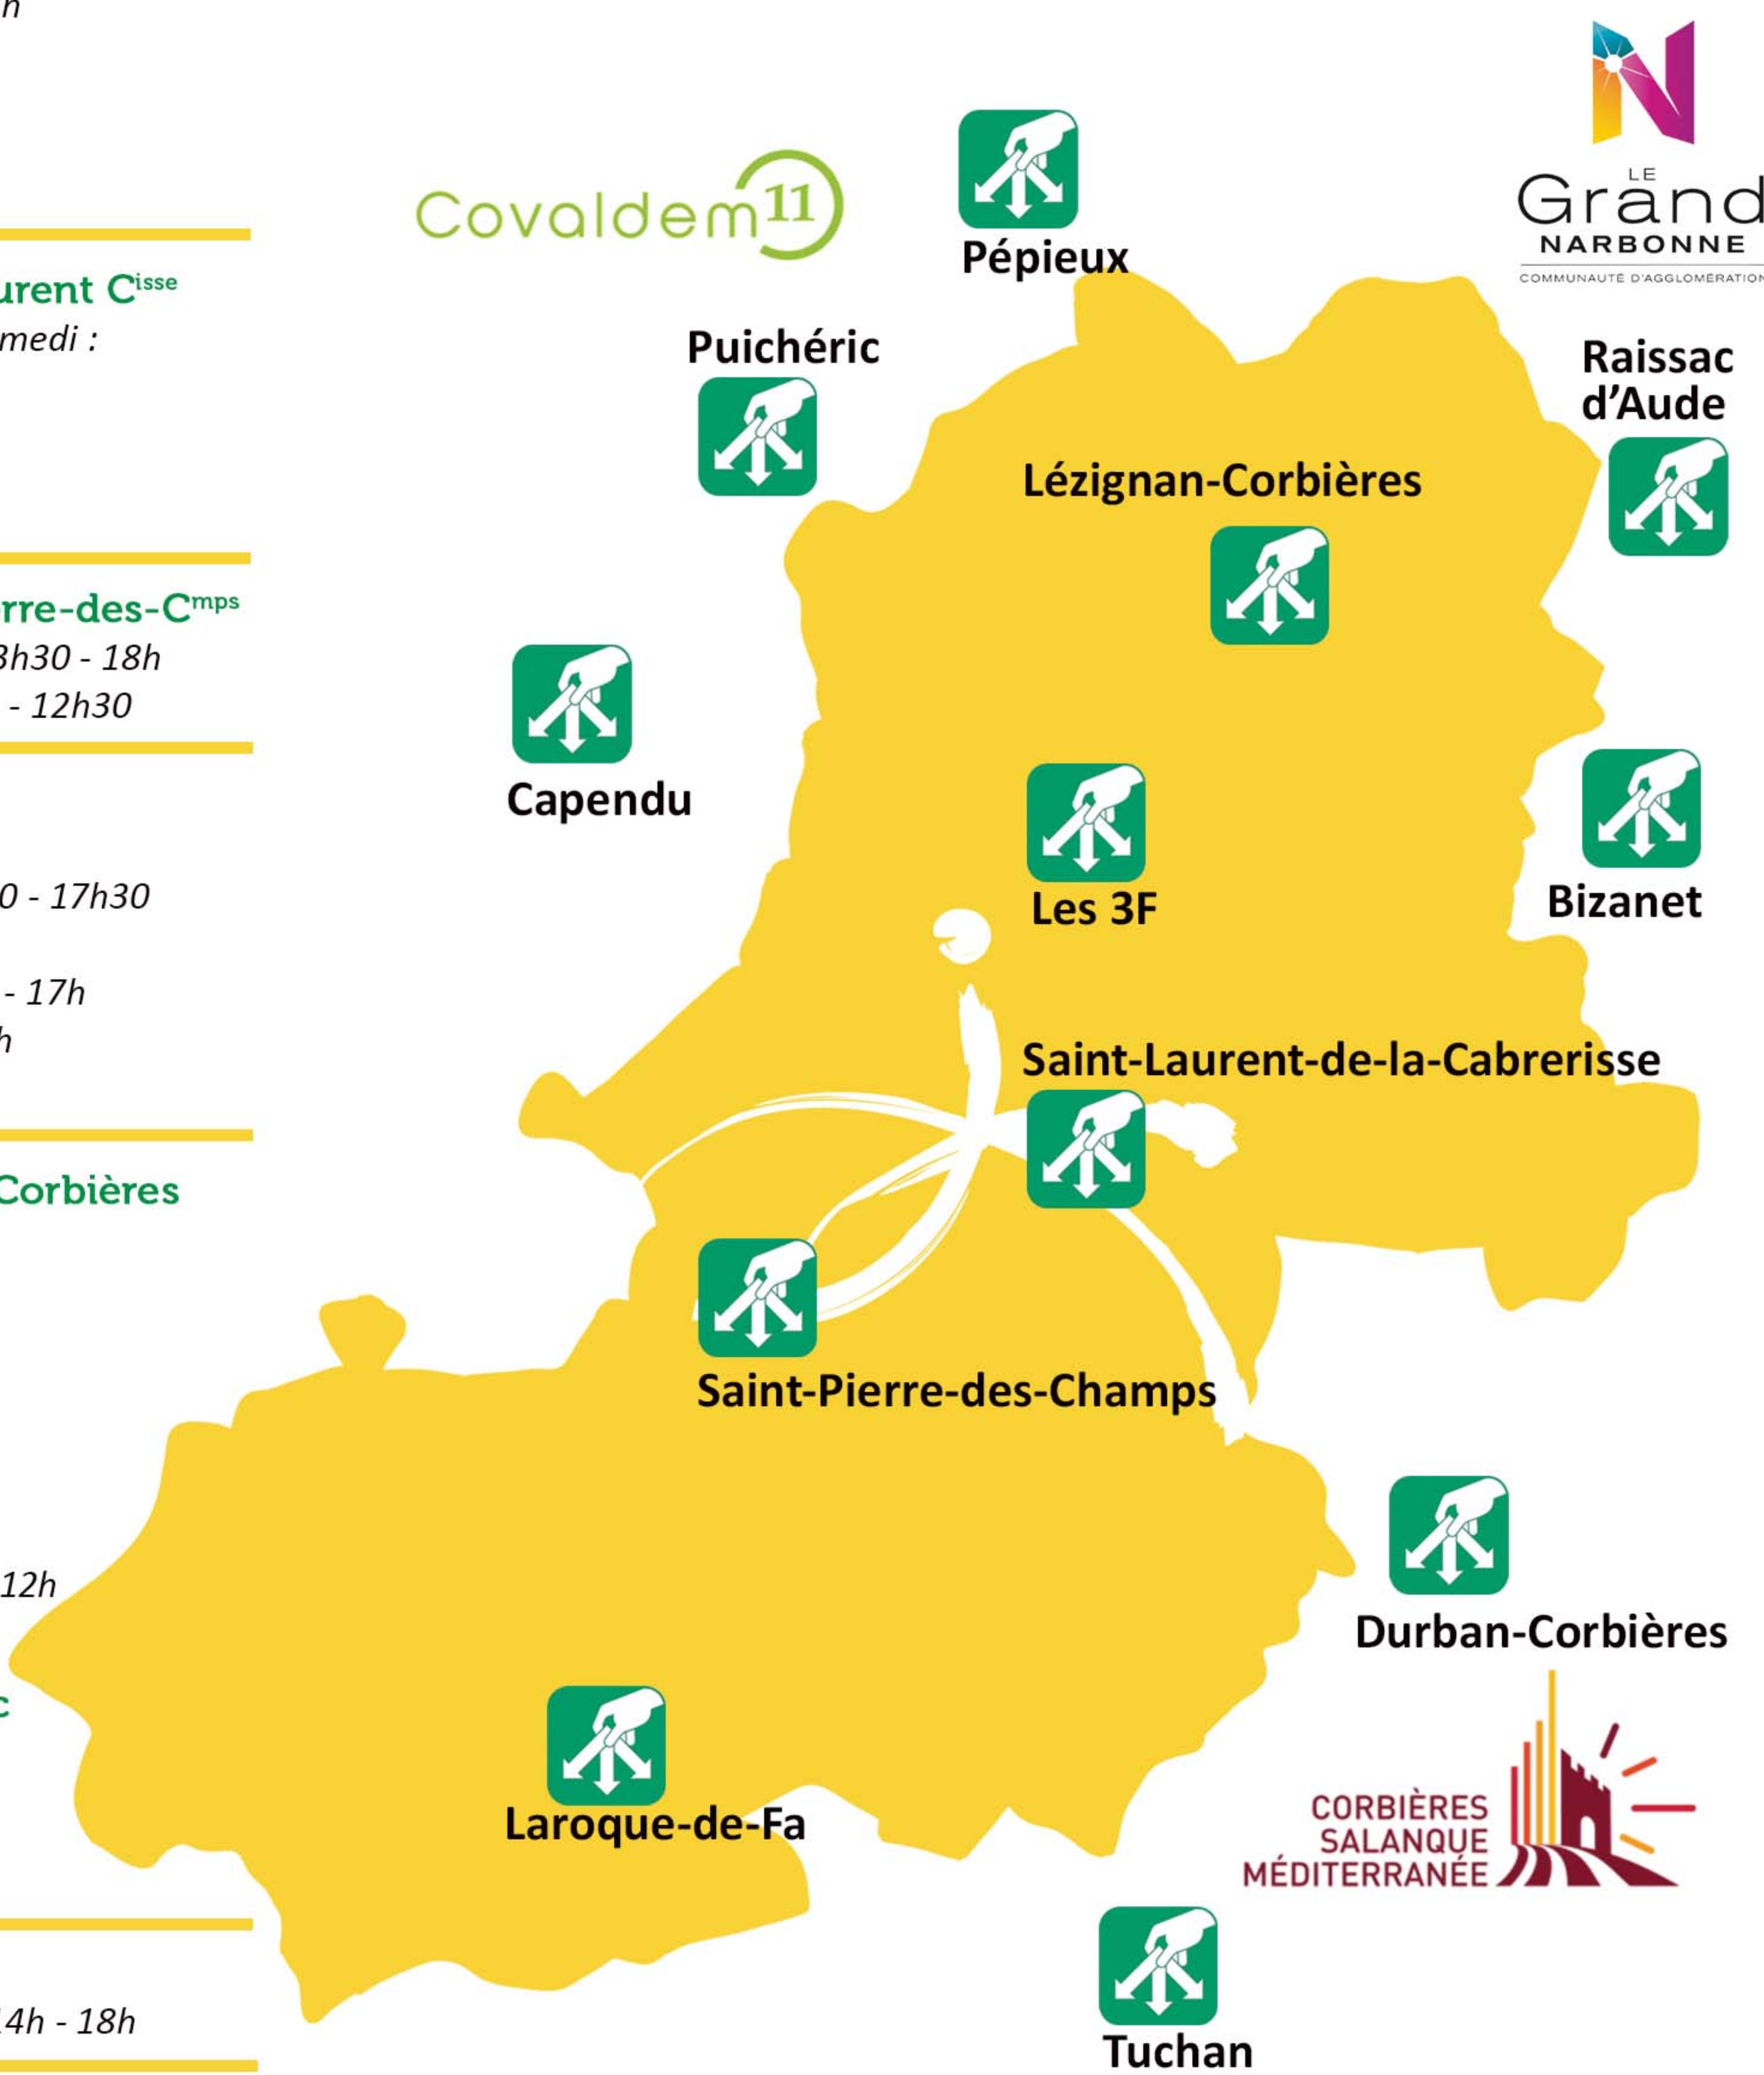 h
urent Cisse
medi :
rre-des-Cmps
h30 - 18h
- 12h30
0 - 17h30
- 17h
h
Corbières
12h
c
4h - 18h
Covaldem 11
Pépieux
LE
Grand
NARBONNE
COMMUNAUTÉ D'AGGLOMÉRATION
Puichéric
Raissac
d'Aude
Lézignan-Corbières
Capendu
Les 3F
Bizanet
Saint-Laurent-de-la-Cabrerisse
Saint-Pierre-des-Champs
Durban-Corbières
Laroque-de-Fa
CORBIÈRES
SALANQUE
MÉDITERRANÉE
Tuchan